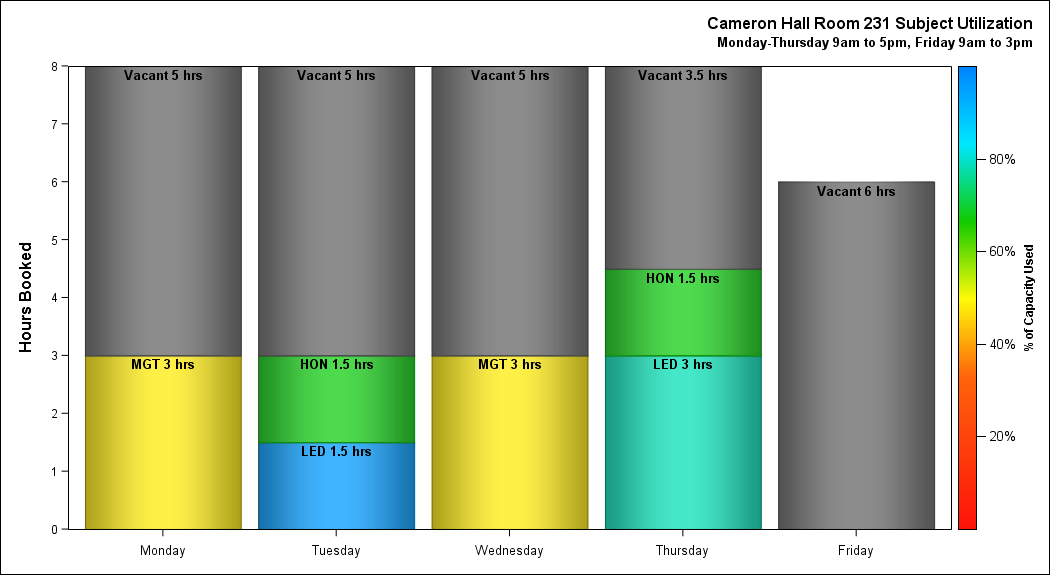 Cameron Hall Room 231 Subject Utilization
Monday-Thursday 9am to 5pm, Friday 9am to 3pm
Hours Booked
8
7
6
5
4
3
2
1
0
Vacant 5 hrs
MGT 3 hrs
Vacant 5 hrs
HON 1.5 hrs
LED 1.5 hrs
Vacant 5 hrs
MGT 3 hrs
Vacant 3.5 hrs
HON 1.5 hrs
LED 3 hrs
Vacant 6 hrs
Monday
Tuesday
Wednesday
Thursday
Friday
80%
60%
40%
20%
% of Capacity Used